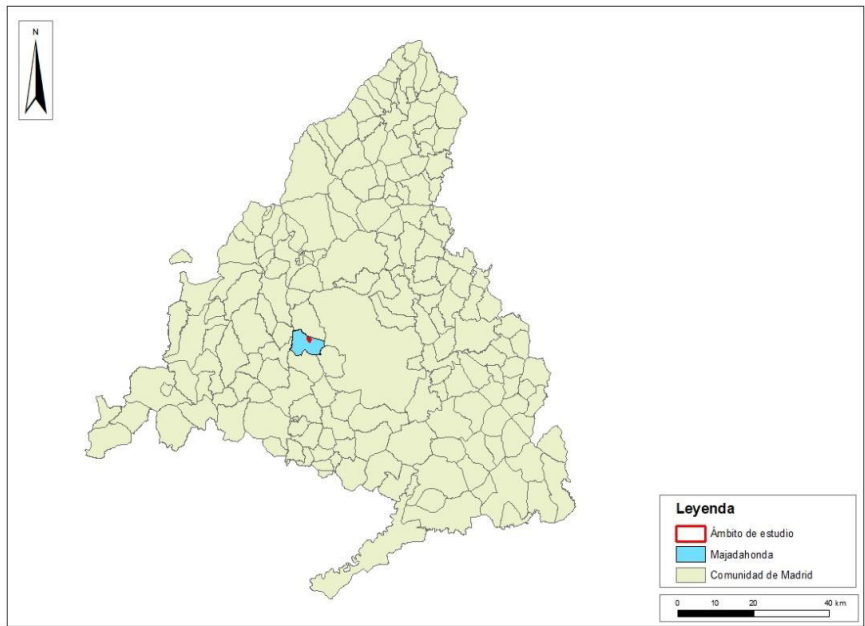 N
Leyenda
Ámbito de estudio
Majadahonda
Comunidad de Madrid
0 10 20 40 km